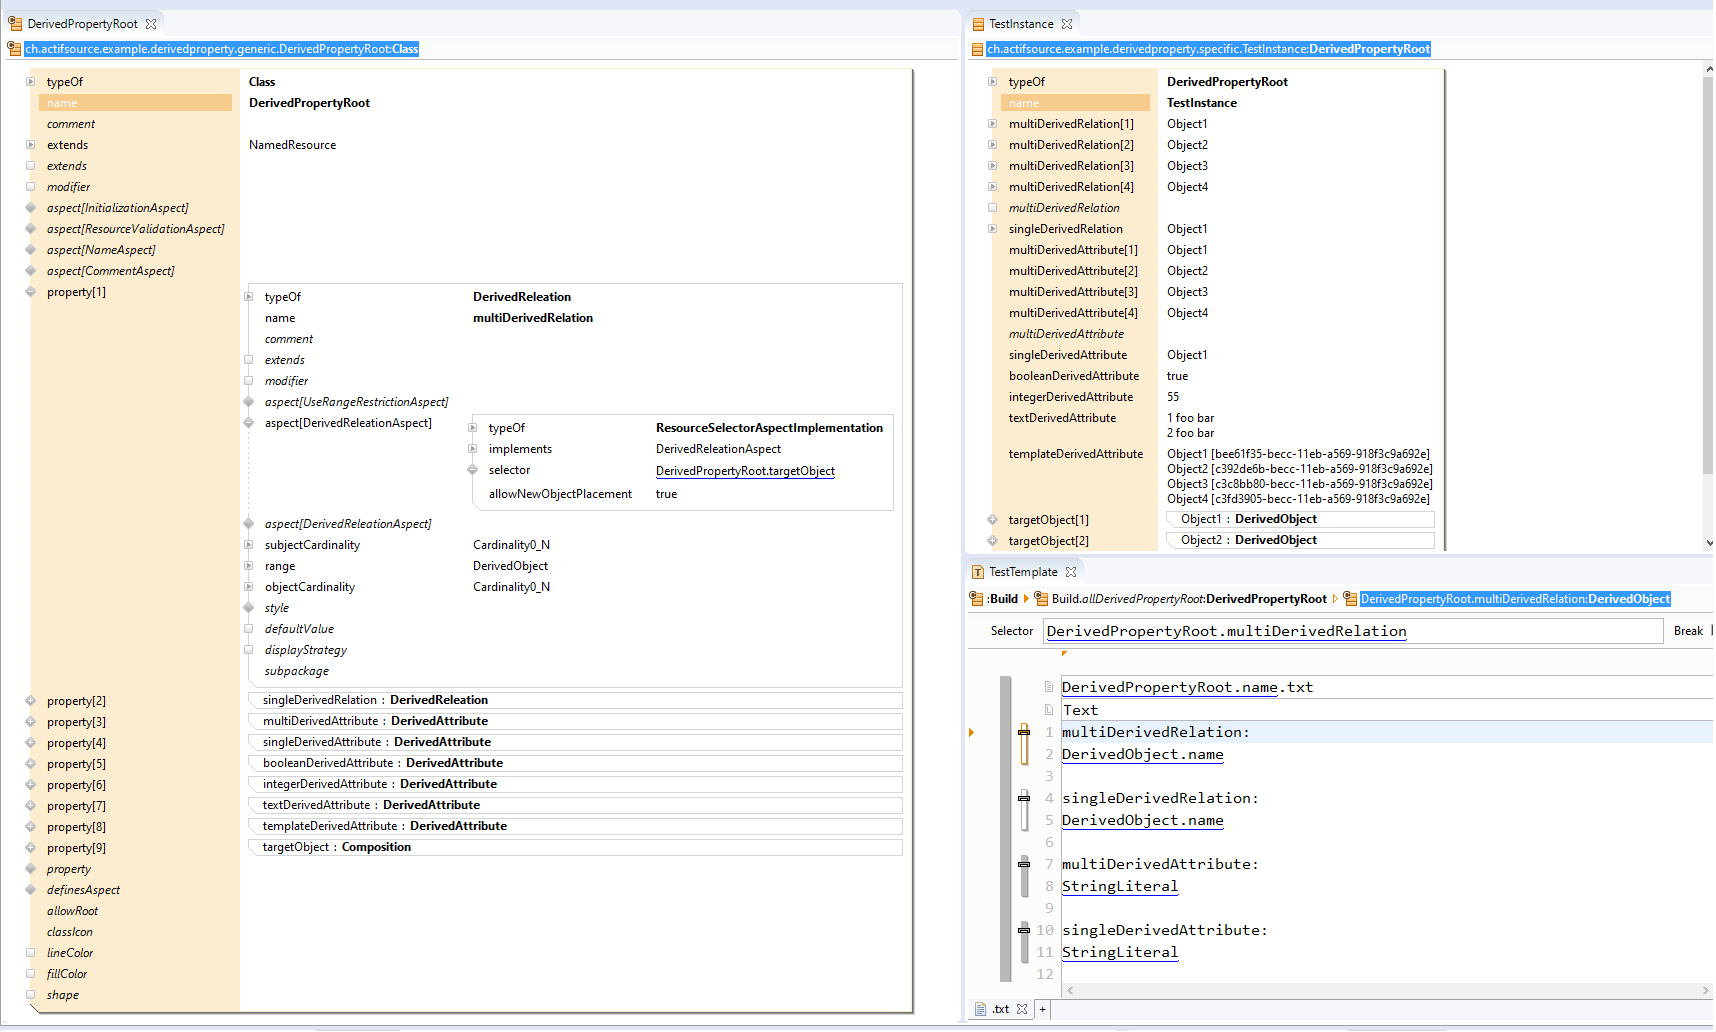 DerivedPropertyRoot
ch.actifsource.example.derivedproperty.generic.DerivedPropertyRoot:Class
typeOf Class
name DerivedPropertyRoot
comment
extends NamedResource
extends
modifier
aspect[InitializationAspect]
aspect[ResourceValidationAspect]
aspect[NameAspect]
aspect[CommentAspect]
property[1]
typeOf DerivedReleation
name multiDerivedRelation
comment
extends
modifier
aspect[UseRangeRestrictionAspect]
aspect[DerivedReleationAspect]
typeOf ResourceSelectorAspectImplementation
implements DerivedReleationAspect
selector DerivedPropertyRoot.targetObject
allowNewObjectPlacement true
aspect[DerivedReleationAspect]
subjectCardinality Cardinality0_N
range DerivedObject
objectCardinality Cardinality0_N
style
defaultValue
displayStrategy
subpackage
property[2] singleDerivedRelation : DerivedReleation
property[3] multiDerivedAttribute : DerivedAttribute
property[4] singleDerivedAttribute : DerivedAttribute
property[5] booleanDerivedAttribute : DerivedAttribute
property[6] integerDerivedAttribute : DerivedAttribute
property[7] textDerivedAttribute : DerivedAttribute
property[8] templateDerivedAttribute : DerivedAttribute
property[9] targetObject : Composition
property
definesAspect
allowRoot
classIcon
lineColor
fillColor
shape
TestInstance
ch.actifsource.example.derivedproperty.specific.TestInstance:DerivedPropertyRoot
typeOf DerivedPropertyRoot
name TestInstance
multiDerivedRelation[1] Object1
multiDerivedRelation[2] Object2
multiDerivedRelation[3] Object3
multiDerivedRelation[4] Object4
multiDerivedRelation
singleDerivedRelation Object1
multiDerivedAttribute[1] Object1
multiDerivedAttribute[2] Object2
multiDerivedAttribute[3] Object3
multiDerivedAttribute[4] Object4
multiDerivedAttribute
singleDerivedAttribute Object1
booleanDerivedAttribute true
integerDerivedAttribute 55
textDerivedAttribute 1 foo bar
2 foo bar
templateDerivedAttribute Object1 [bee61f35-becc-11eb-a569-918f3c9a692e]
Object2 [c392de6b-becc-11eb-a569-918f3c9a692e]
Object3 [c3c8bb80-becc-11eb-a569-918f3c9a692e]
Object4 [c3fd3905-becc-11eb-a569-918f3c9a692e]
targetObject[1] Object1 : DerivedObject
targetObject[2] Object2 : DerivedObject
TestTemplate
:Build Build.allDerivedPropertyRoot:DerivedPropertyRoot DerivedPropertyRoot.multiDerivedRelation:DerivedObject
Selector DerivedPropertyRoot.multiDerivedRelation Break
DerivedPropertyRoot.name.txt
Text
1 multiDerivedRelation:
2 DerivedObject.name
3
4 singleDerivedRelation:
5 DerivedObject.name
6
7 multiDerivedAttribute:
8 StringLiteral
9
10 singleDerivedAttribute:
11 StringLiteral
12
.txt +